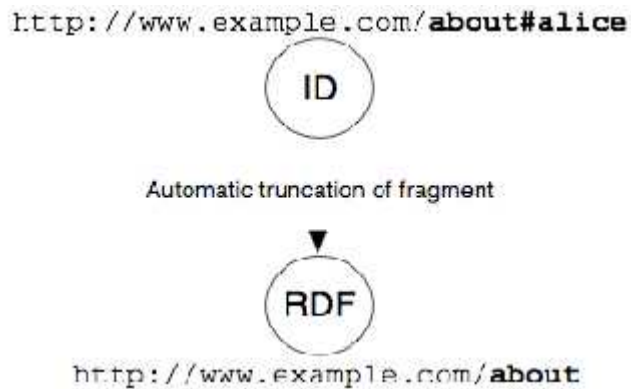 http://www.example.com/about#alice
ID
Automatic truncation of fragment
RDF
http://www.example.com/about